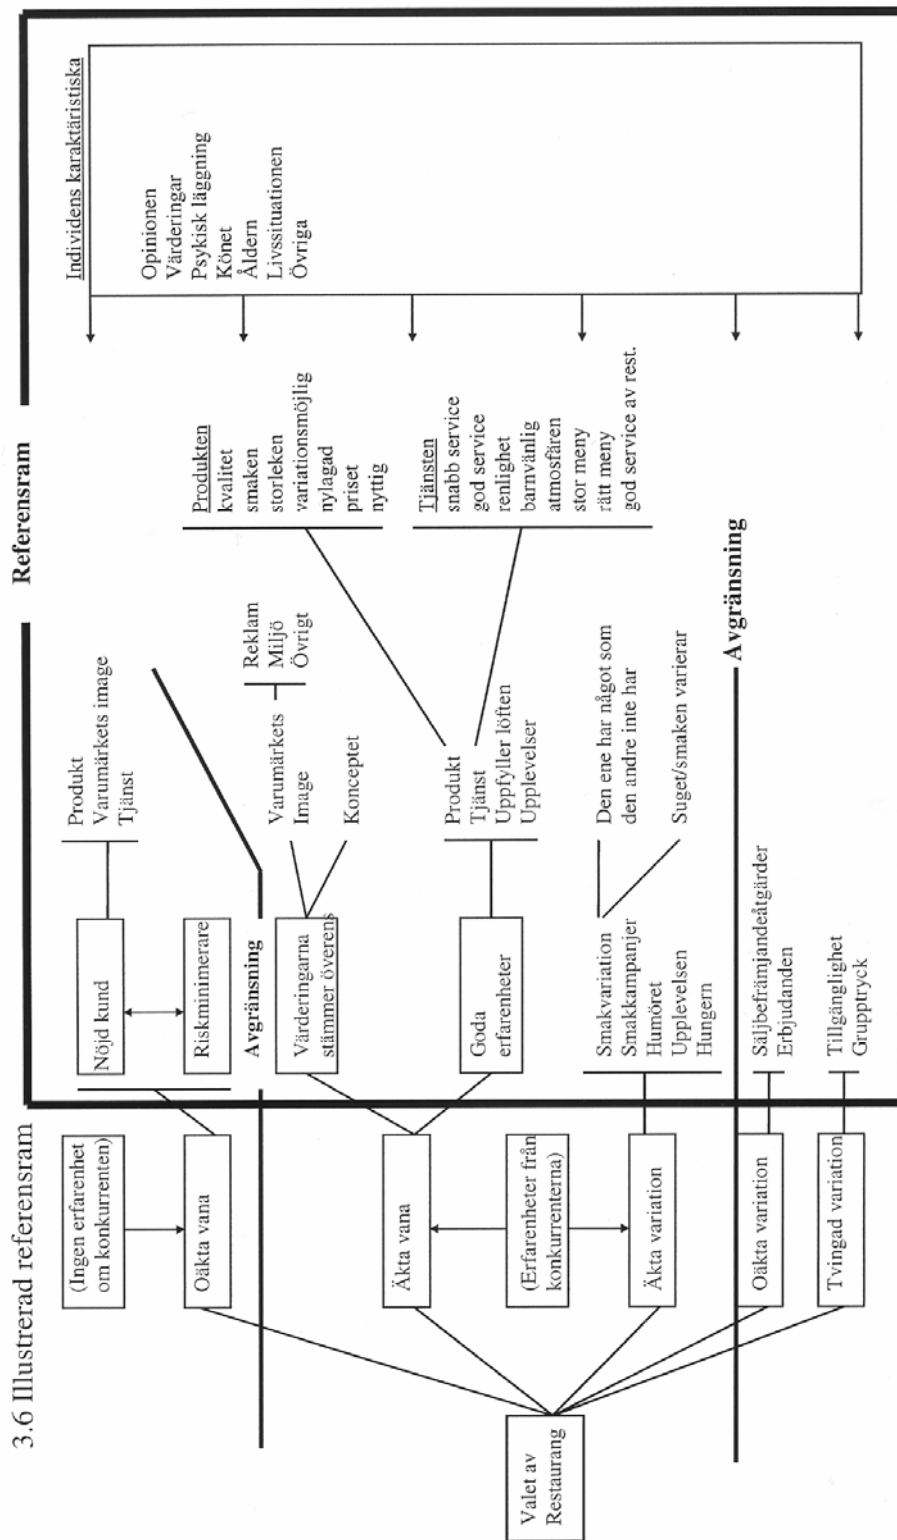 3.6 Illustrerad referensram
Referensram
Valet av
Restaurang
(Ingen erfarenhet
om konkurrenten)
Oäkta vana
Äkta vana
(Erfarenheter från
konkurrenterna)
Äkta variation
Oäkta variation
Tvingad variation
Nöjd kund
Riskminimerare
Avgränsning
Värderingarna
stämmer överens
Goda
erfarenheter
Smakvariation
Smakkampanjer
Humöret
Upplevelsen
Hungern
Säljbefrämjandeåtgärder
Erbjudanden
Tillgänglighet
Grupptryck
Produkt
Varumärkets image
Tjänst
Varumärkets
Image
Konceptet
Reklam
Miljö
Övrigt
Produkt
Tjänst
Uppfyller löften
Upplevelser
Den ene har något som
den andre inte har
Suget/smaken varierar
Avgränsning
Produkten
kvalitet
smaken
storleken
variationsmöjlig
nylagad
priset
nyttig
Tjänsten
snabb service
god service
renlighet
barnvänlig
atmosfären
stor meny
rätt meny
god service av rest.
Individens karaktäristiska
Opinionen
Värderingar
Psykisk läggning
Könet
Åldern
Livssituationen
Övriga